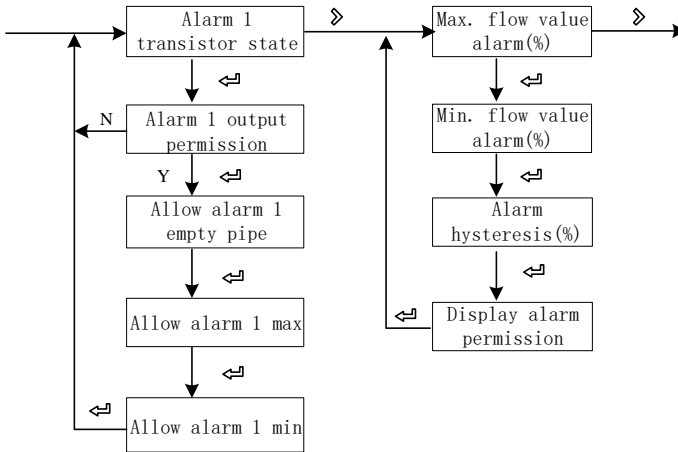 Alarm 1
transistor state
N
Alarm 1 output
permission
Y
Allow alarm 1
empty pipe
Allow alarm 1 max
Allow alarm 1 min
Max. flow value
alarm(%)
Min. flow value
alarm(%)
Alarm
hysteresis(%)
Display alarm
permission